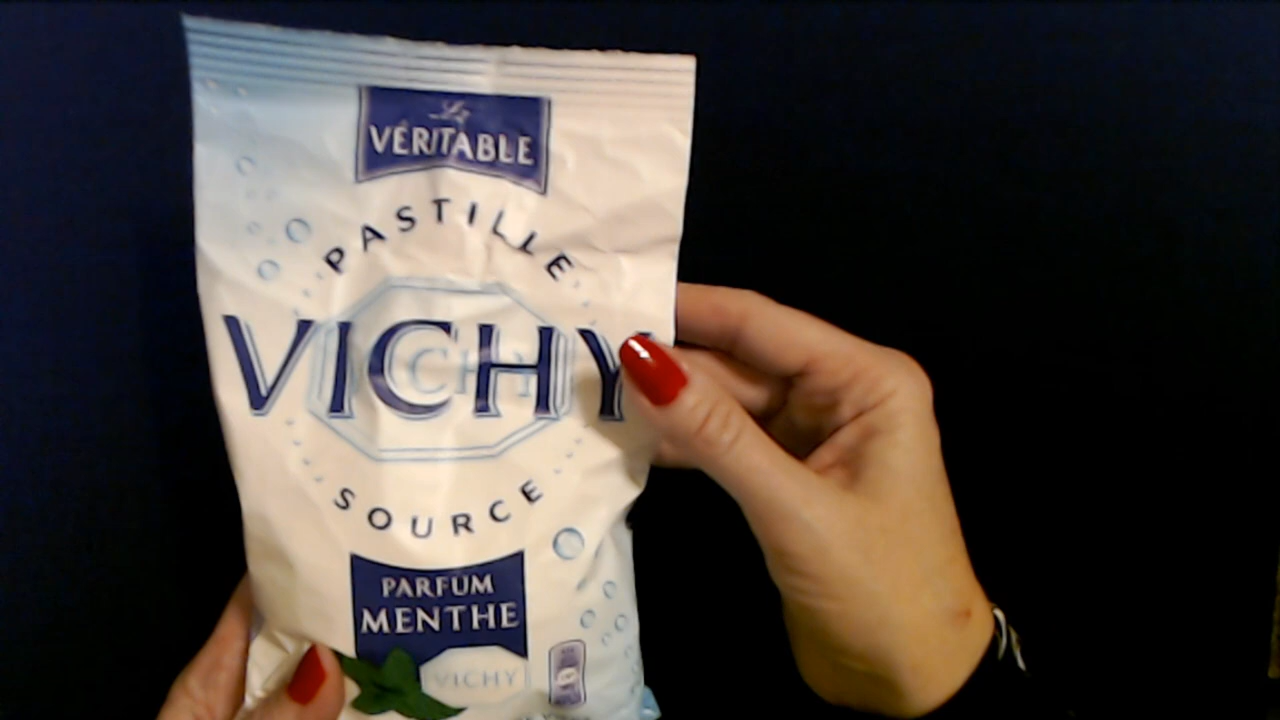 La
VÉRITABLE
PASTILLE
VICHY
SOURCE
PARFUM
MENTHE
VICHY